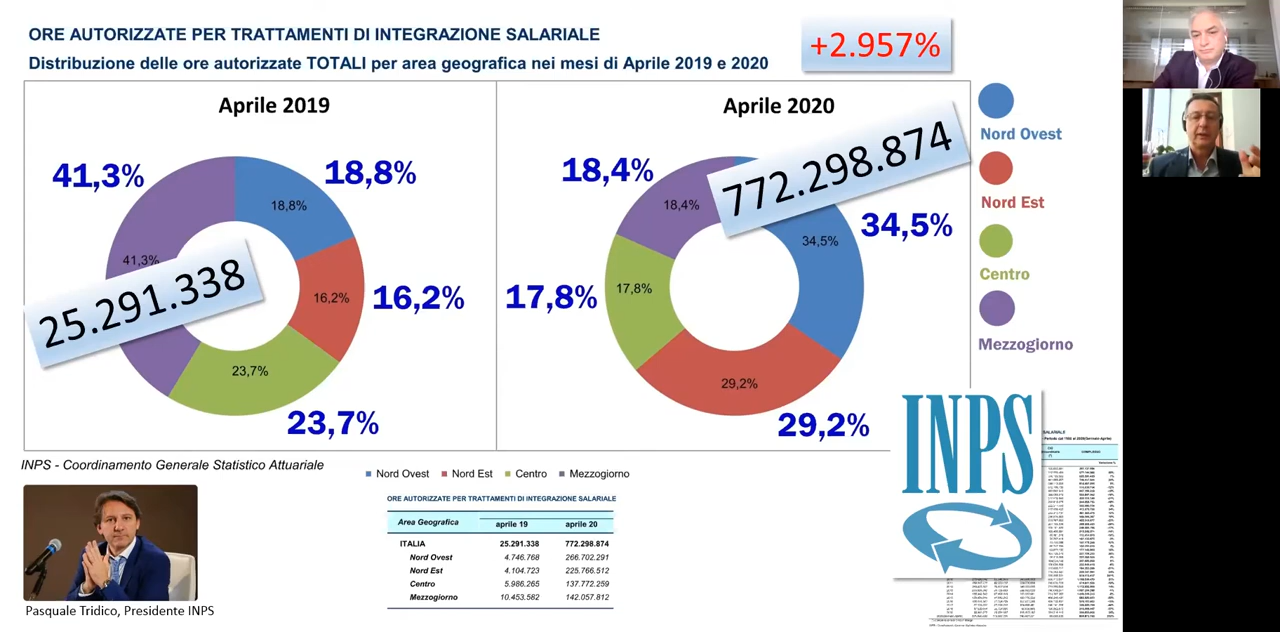 ORE AUTORIZZATE PER TRATTAMENTI DI INTEGRAZIONE SALARIALE
Distribuzione delle ore autorizzate TOTALI per area geografica nei mesi di Aprile 2019 e 2020
+2.957%
Aprile 2019
41,3%
18,8%
18,8%
41,3%
16,2%
16,2%
25.291.338
23,7%
23,7%
Aprile 2020
18,4%
18,4%
772.298.874
34,5%
34,5%
17,8%
17,8%
29,2%
29,2%
Nord Ovest
Nord Est
Centro
Mezzogiorno
INPS - Coordinamento Generale Statistico Attuariale
Nord Ovest Nord Est Centro Mezzogiorno
ORE AUTORIZZATE PER TRATTAMENTI DI INTEGRAZIONE SALARIALE
Area Geografica aprile 19 aprile 20
ITALIA 25.291.338 772.298.874
Nord Ovest 4.746.768 266.702.291
Nord Est 4.104.723 225.766.512
Centro 5.986.265 137.772.259
Mezzogiorno 10.453.582 142.057.812
Pasquale Tridico, Presidente INPS
INPS
SALARIALE